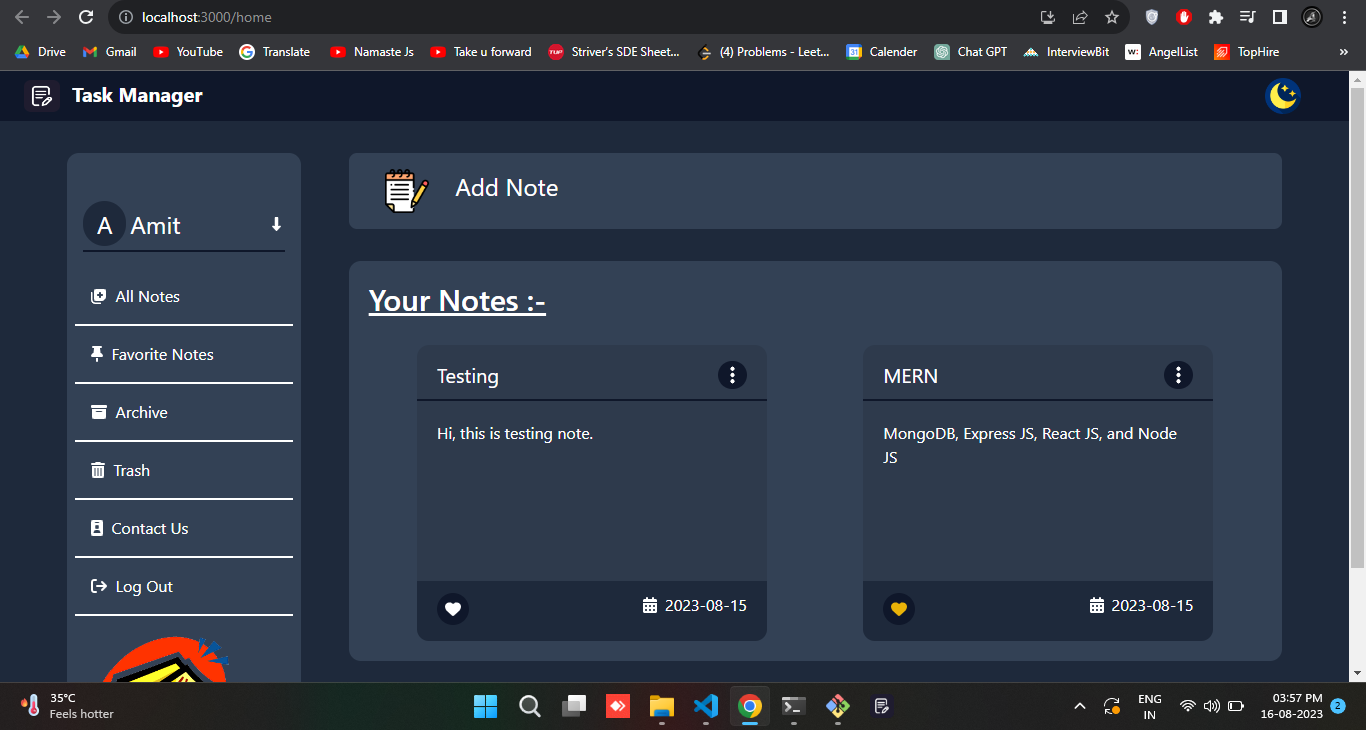 localhost:3000/home
Drive Gmail YouTube Translate Namaste Js Take u forward TUF Striver's SDE Sheet... (4) Problems - Leet... 31 Calender Chat GPT InterviewBit W: AngelList TopHire »
Task Manager
A Amit
All Notes
Favorite Notes
Archive
Trash
Contact Us
Log Out
Add Note
Your Notes :-
Testing
Hi, this is testing note.
2023-08-15
MERN
MongoDB, Express JS, React JS, and Node
JS
2023-08-15
35°C
Feels hotter
ENG
IN
03:57 PM
16-08-2023
2